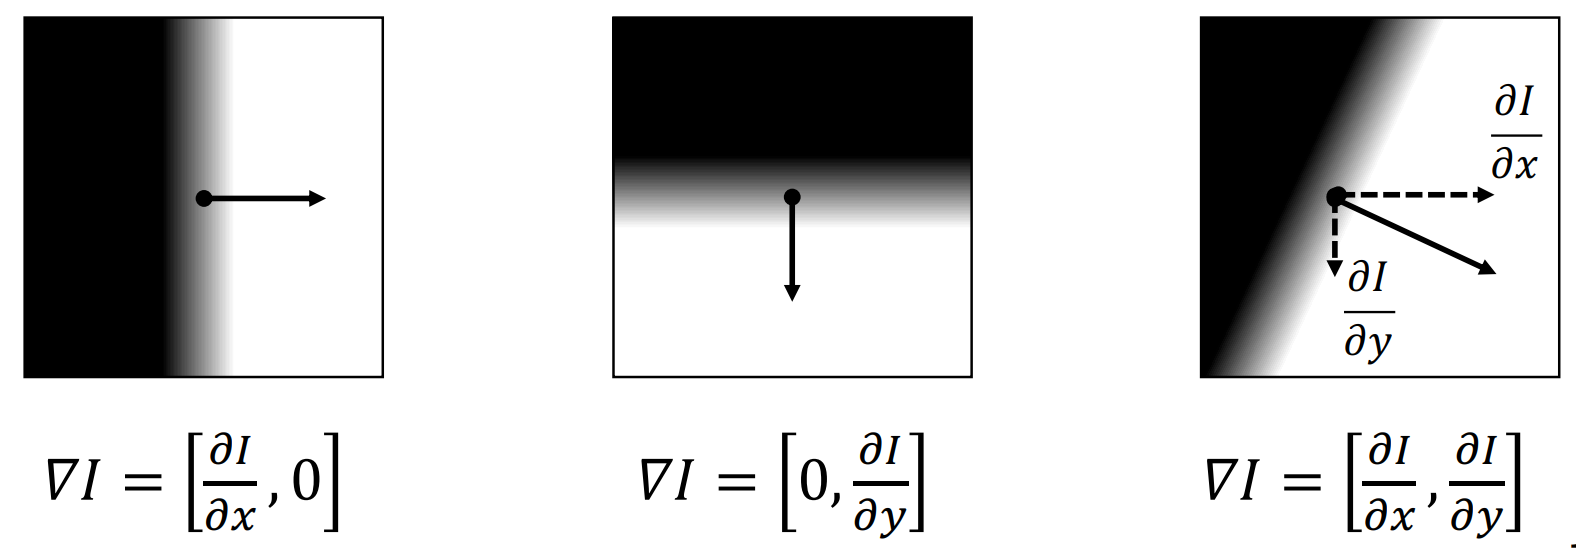 ∂I/∂x
∂I/∂y
∇I = [∂I/∂x, 0]
∇I = [0, ∂I/∂y]
∇I = [∂I/∂x, ∂I/∂y]